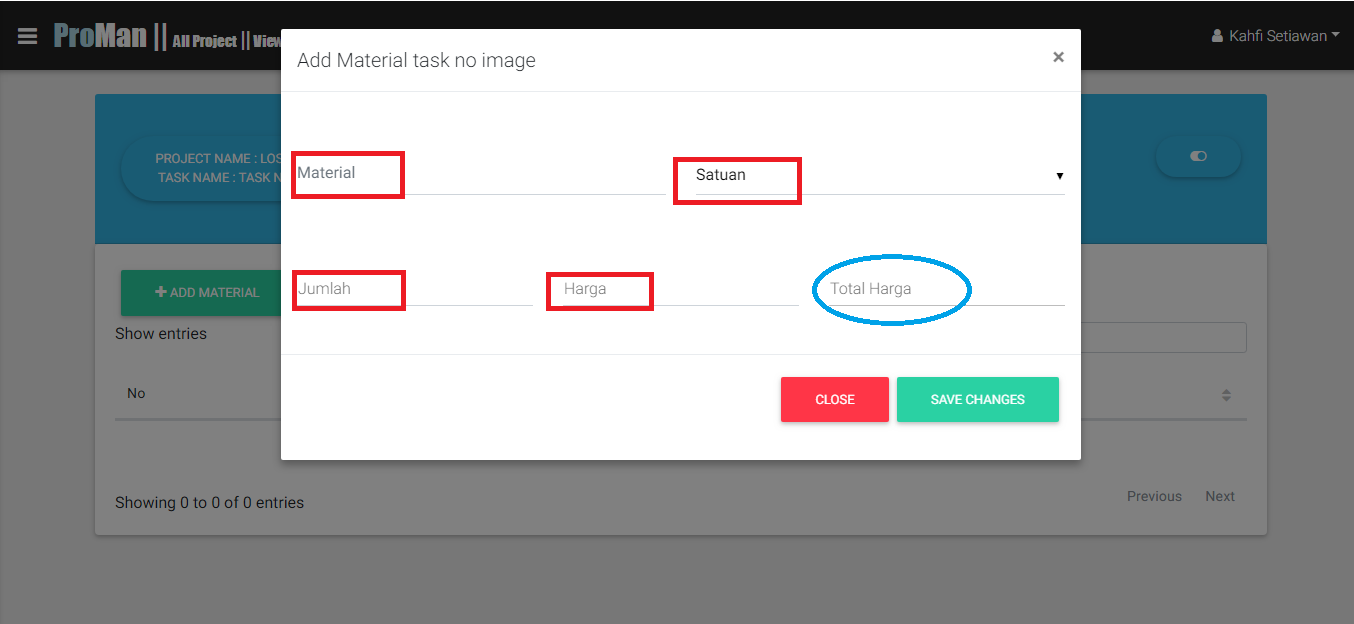 ProMan || All Project || View
Kahfi Setiawan
Add Material task no image
×
PROJECT NAME : LOS
TASK NAME : TASK N
Material
Satuan
ADD MATERIAL
Jumlah
Harga
Total Harga
Show entries
No
CLOSE
SAVE CHANGES
Showing 0 to 0 of 0 entries
Previous
Next